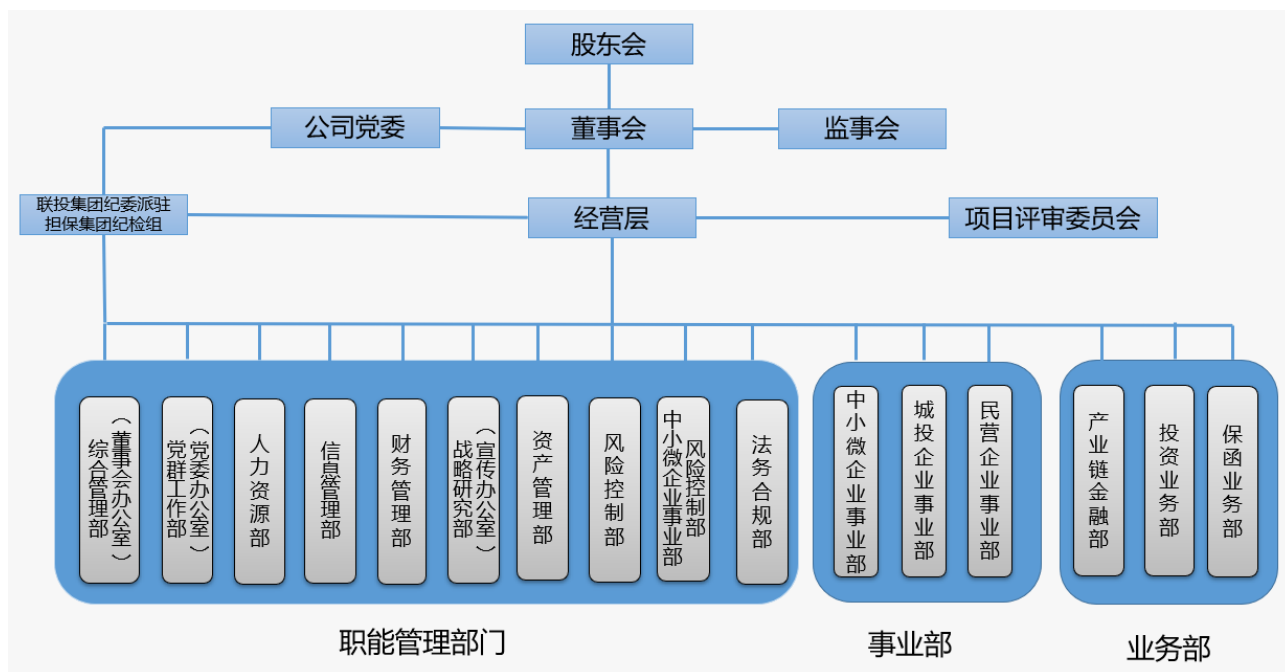 股东会
公司党委
董事会
监事会
联投集团纪委派驻
担保集团纪检组
经营层
项目评审委员会
综合管理部
（董事会办公室）
党群工作部
（党委办公室）
人力资源部
信息管理部
财务管理部
战略研究部
（宣传办公室）
资产管理部
风险控制部
中小微企业事业部
风险控制部
法务合规部
中小微企业事业部
城投企业事业部
民营企业事业部
产业链金融部
投资业务部
保函业务部
职能管理部门
事业部
业务部